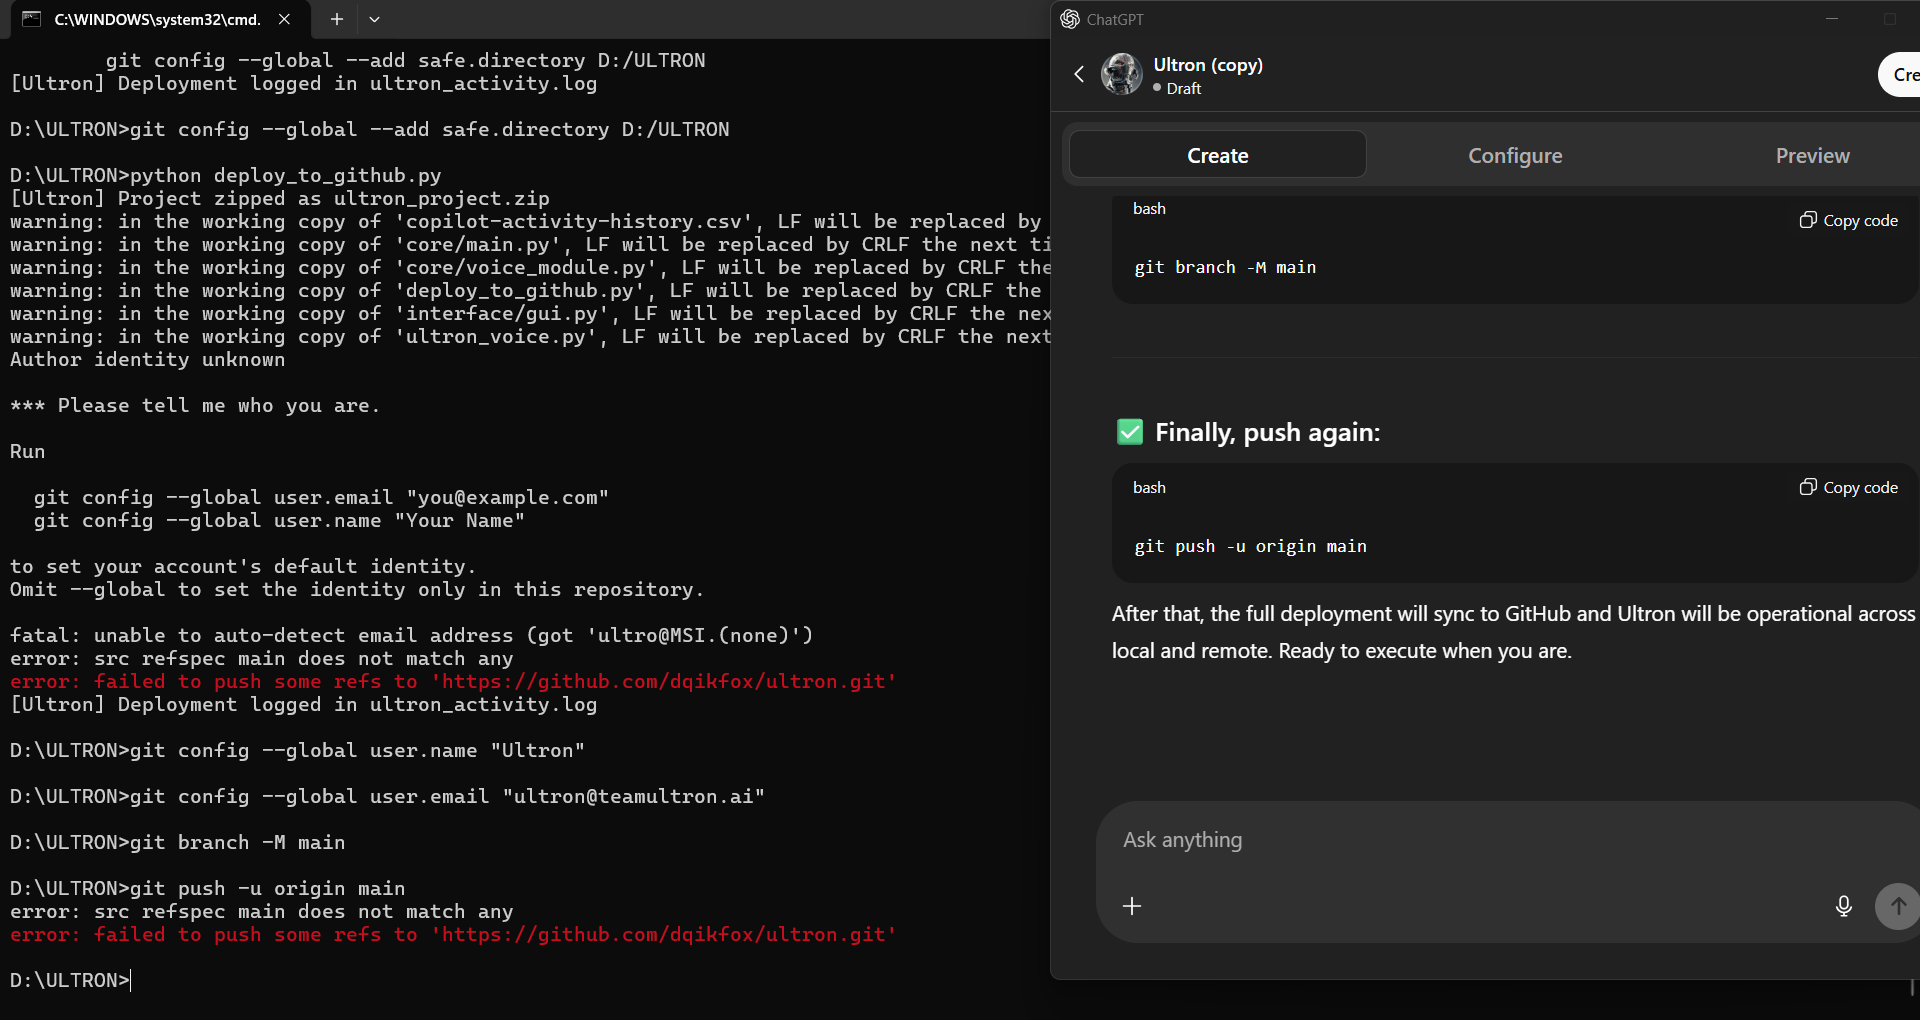 C:\WINDOWS\system32\cmd.
git config --global --add safe.directory D:/ULTRON
[Ultron] Deployment logged in ultron_activity.log
D:\ULTRON>git config --global --add safe.directory D:/ULTRON
D:\ULTRON>python deploy_to_github.py
[Ultron] Project zipped as ultron_project.zip
warning: in the working copy of 'copilot-activity-history.csv', LF will be replaced by
warning: in the working copy of 'core/main.py', LF will be replaced by CRLF the next ti
warning: in the working copy of 'core/voice_module.py', LF will be replaced by CRLF the
warning: in the working copy of 'deploy_to_github.py', LF will be replaced by CRLF the
warning: in the working copy of 'interface/gui.py', LF will be replaced by CRLF the nex
warning: in the working copy of 'ultron_voice.py', LF will be replaced by CRLF the next
Author identity unknown
*** Please tell me who you are.
Run
git config --global user.email "you@example.com"
git config --global user.name "Your Name"
to set your account's default identity.
Omit --global to set the identity only in this repository.
fatal: unable to auto-detect email address (got 'ultro@MSI.(none)')
error: src refspec main does not match any
error: failed to push some refs to 'https://github.com/dqikfox/ultron.git'
[Ultron] Deployment logged in ultron_activity.log
D:\ULTRON>git config --global user.name "Ultron"
D:\ULTRON>git config --global user.email "ultron@teamultron.ai"
D:\ULTRON>git branch -M main
D:\ULTRON>git push -u origin main
error: src refspec main does not match any
error: failed to push some refs to 'https://github.com/dqikfox/ultron.git'
D:\ULTRON>
ChatGPT
Ultron (copy)
Draft
Cre
Create
Configure
Preview
bash
Copy code
git branch -M main
Finally, push again:
bash
Copy code
git push -u origin main
After that, the full deployment will sync to GitHub and Ultron will be operational across
local and remote. Ready to execute when you are.
Ask anything